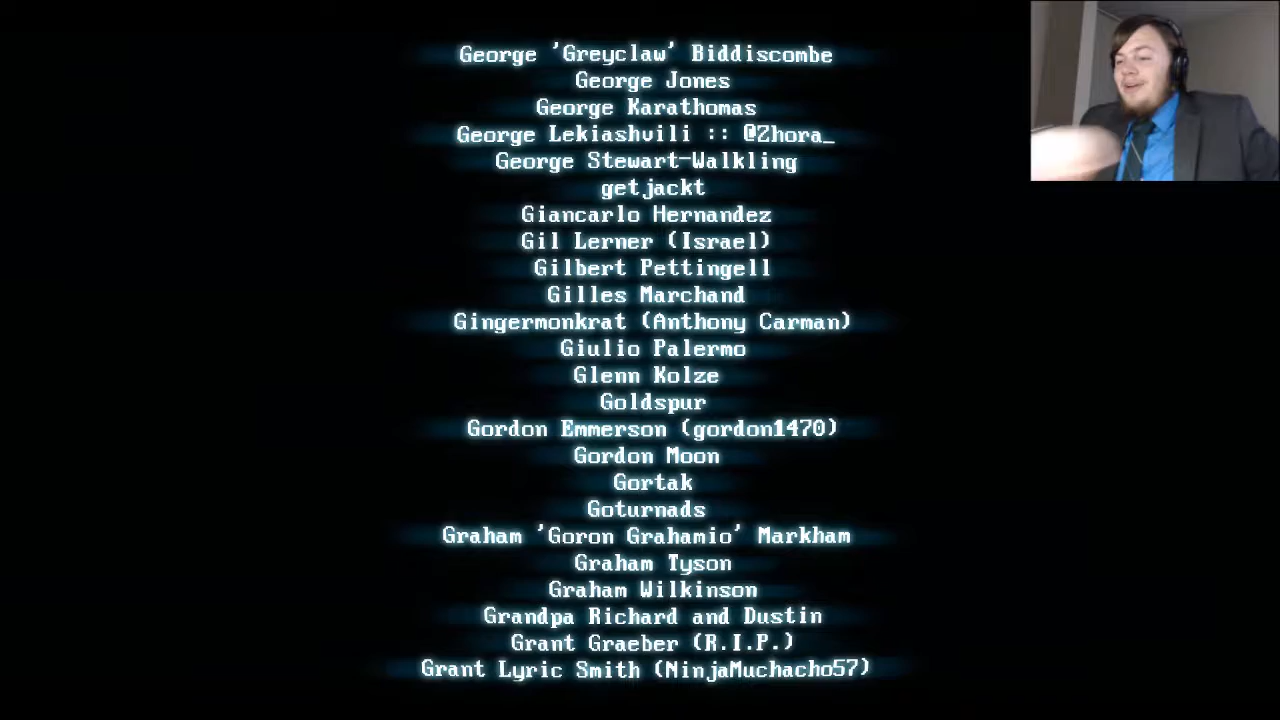 George 'Greyclaw' Biddiscombe
George Jones
George Karathomas
George Lekiashvili :: @Zhora_
George Stewart-Walkling
getjackt
Giancarlo Hernandez
Gil Lerner (Israel)
Gilbert Pettingell
Gilles Marchand
Gingermonkrat (Anthony Carman)
Giulio Palermo
Glenn Kolze
Goldspur
Gordon Emmerson (gordon1470)
Gordon Moon
Gortak
Goturnads
Graham 'Goron Grahamio' Markham
Graham Tyson
Graham Wilkinson
Grandpa Richard and Dustin
Grant Graeber (R.I.P.)
Grant Lyric Smith (NinjaMuchacho57)